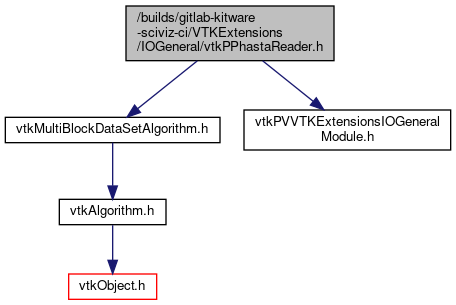 /builds/gitlab-kitware
-sciviz-ci/VTKExtensions
/IOGeneral/vtkPPhastaReader.h
vtkMultiBlockDataSetAlgorithm.h
vtkPVVTKExtensionsIOGeneral
Module.h
vtkAlgorithm.h
vtkObject.h